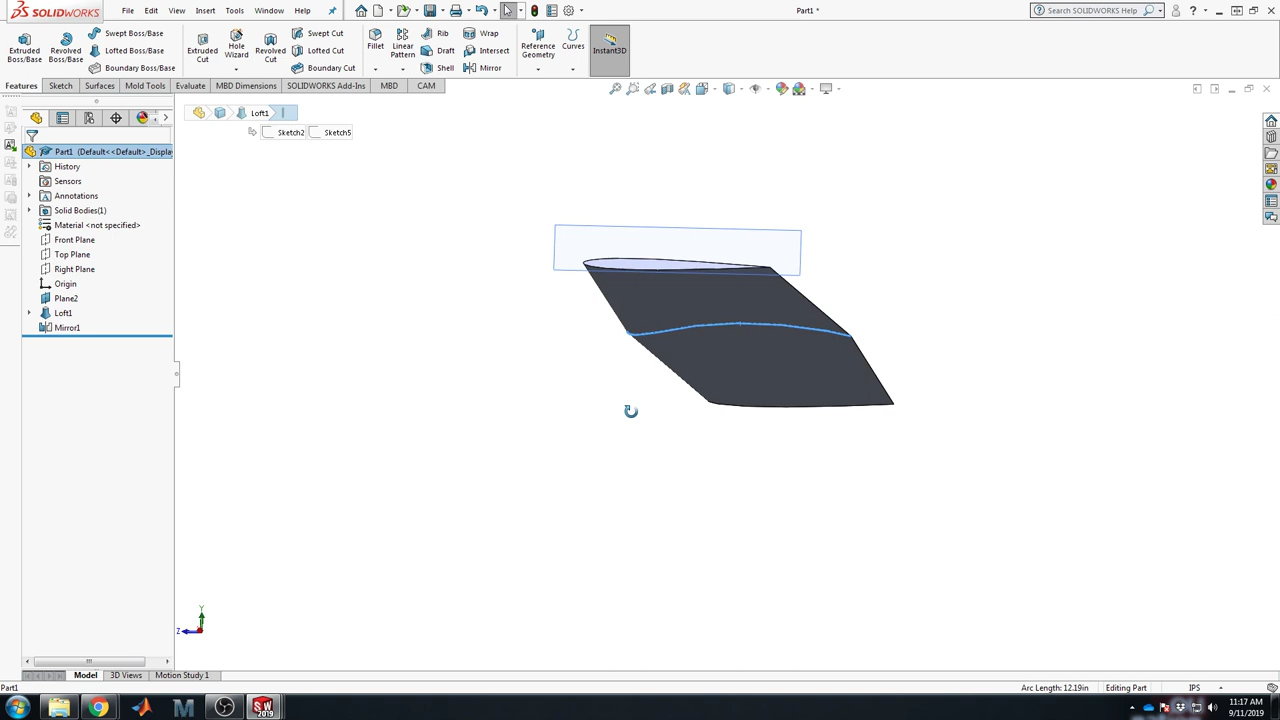 SOLIDWORKS File Edit View Insert Tools Window Help Part1 * Search SOLIDWORKS Help
Extruded Boss/Base
Revolved Boss/Base
Swept Boss/Base
Lofted Boss/Base
Boundary Boss/Base
Extruded Cut
Hole Wizard
Revolved Cut
Swept Cut
Lofted Cut
Boundary Cut
Fillet
Linear Pattern
Rib
Draft
Shell
Wrap
Intersect
Mirror
Reference Geometry
Curves
Instant3D
Features Sketch Surfaces Mold Tools Evaluate MBD Dimensions SOLIDWORKS Add-Ins MBD CAM
Loft1
Sketch2 Sketch5
Part1 (Default<<Default>_Displa
History
Sensors
Annotations
Solid Bodies(1)
Material <not specified>
Front Plane
Top Plane
Right Plane
Origin
Plane2
Loft1
Mirror1
Y
Z
Model 3D Views Motion Study 1
Part1 Arc Length: 12.19in Editing Part IPS
SW 2019
11:17 AM
9/11/2019